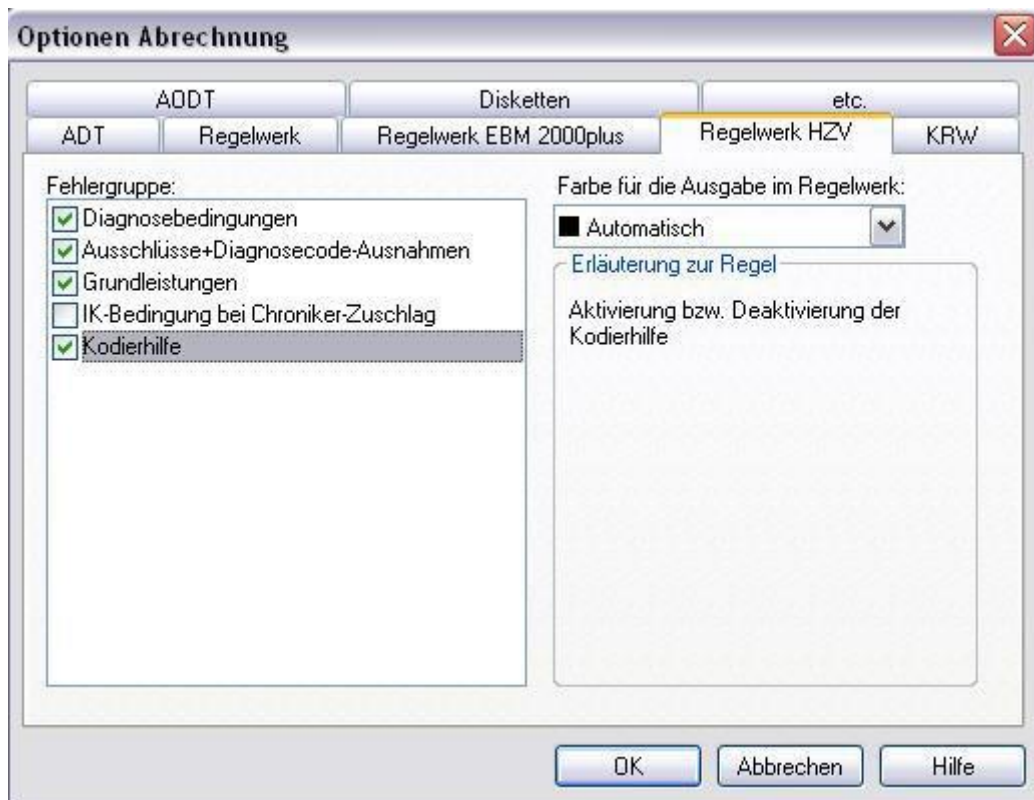 Optionen Abrechnung
AODT
Disketten
etc.
ADT
Regelwerk
Regelwerk EBM 2000plus
Regelwerk HZV
KRW
Fehlergruppe:
Diagnosebedingungen
Ausschlüsse+Diagnosecode-Ausnahmen
Grundleistungen
IK-Bedingung bei Chroniker-Zuschlag
Kodierhilfe
Farbe für die Ausgabe im Regelwerk:
Automatisch
Erläuterung zur Regel
Aktivierung bzw. Deaktivierung der
Kodierhilfe
OK
Abbrechen
Hilfe